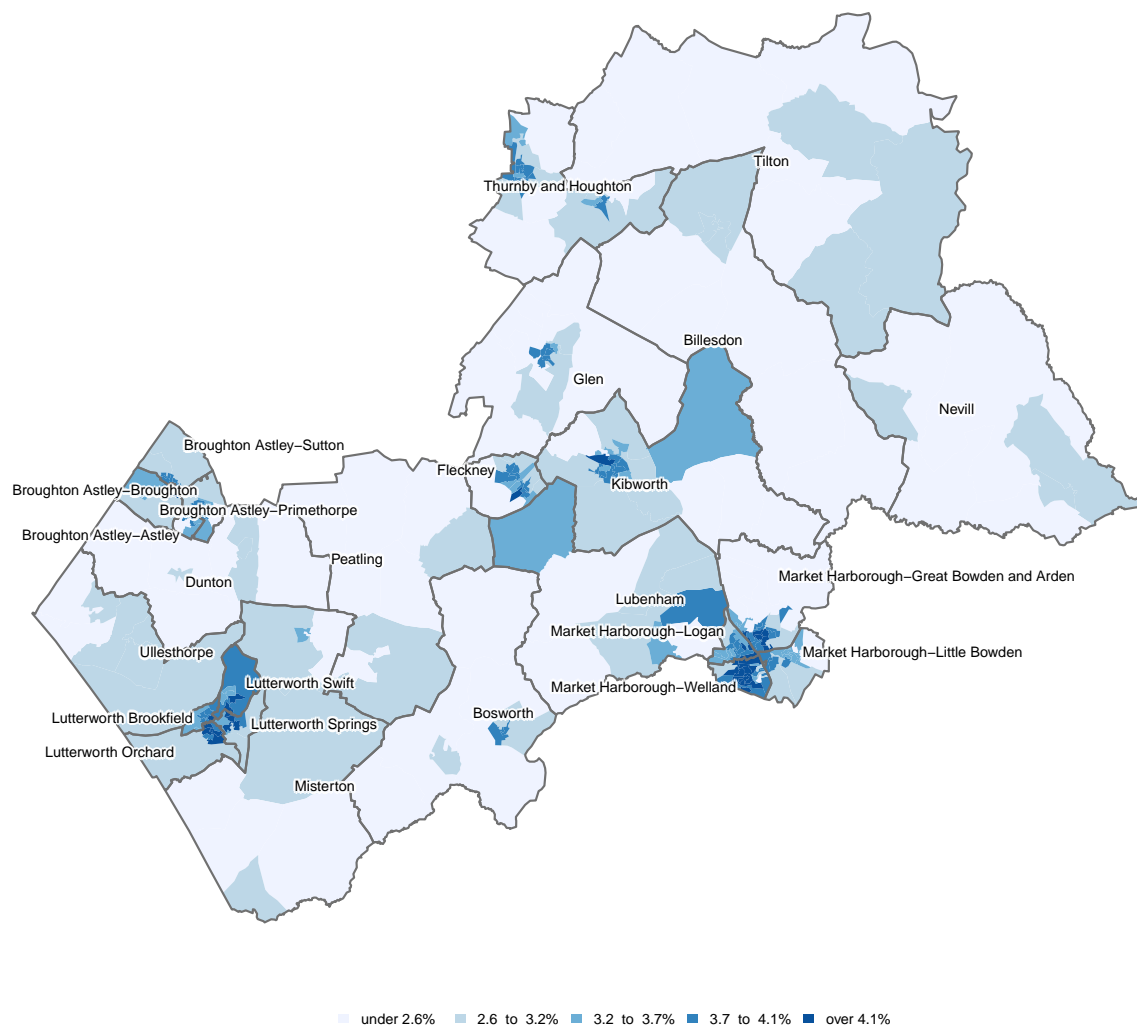 Tilton
Thurnby and Houghton
Billesdon
Glen
Nevill
Broughton Astley−Sutton
Fleckney
Kibworth
Broughton Astley−Broughton
Broughton Astley−Primethorpe
Broughton Astley−Astley
Peatling
Dunton
Market Harborough−Great Bowden and Arden
Lubenham
Market Harborough−Logan
Ullesthorpe
Market Harborough−Little Bowden
Lutterworth Swift
Market Harborough−Welland
Bosworth
Lutterworth Brookfield
Lutterworth Springs
Lutterworth Orchard
Misterton
under 2.6% 2.6 to 3.2% 3.2 to 3.7% 3.7 to 4.1% over 4.1%